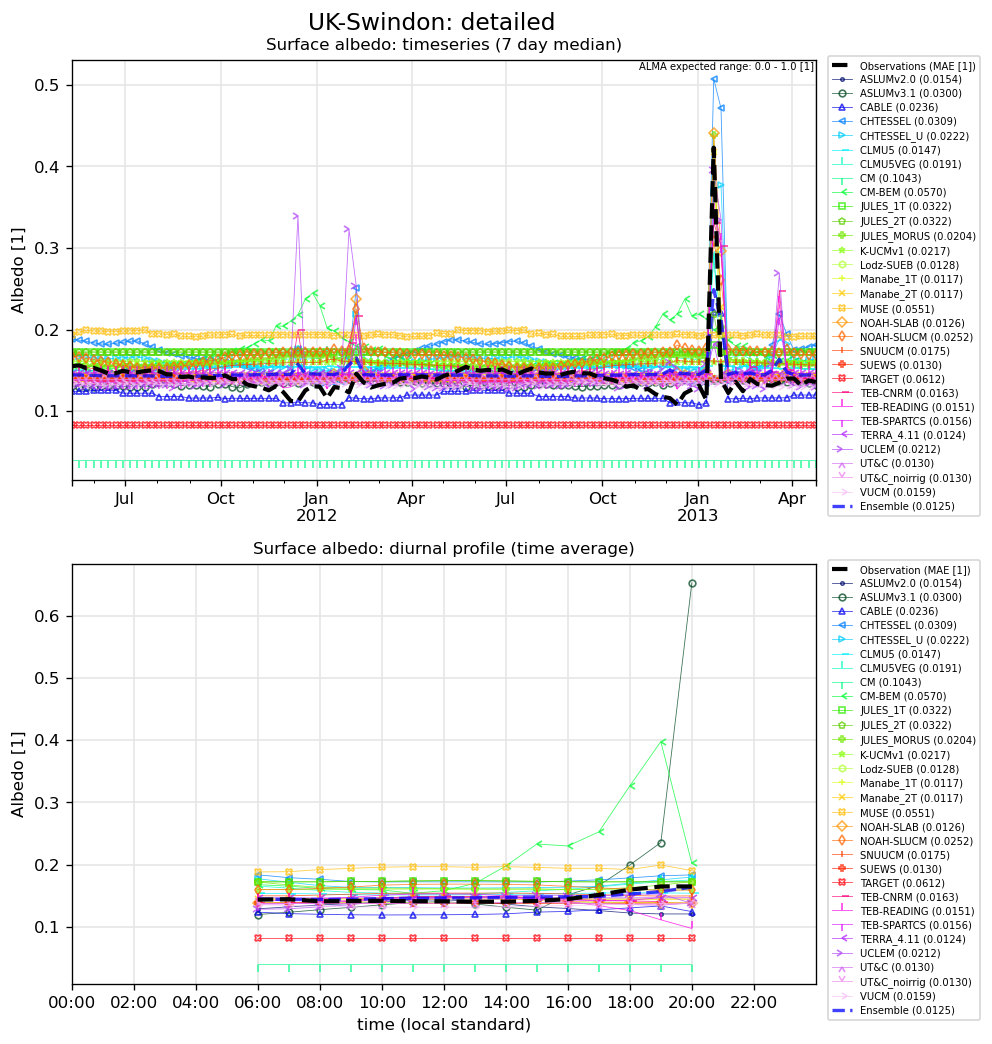 UK-Swindon: detailed
Surface albedo: timeseries (7 day median)
ALMA expected range: 0.0 - 1.0 [1]
Albedo [1]
0.5
0.4
0.3
0.2
0.1
Jul
Oct
Jan
2012
Apr
Jul
Oct
Jan
2013
Apr
Observations (MAE [1])
ASLUMv2.0 (0.0154)
ASLUMv3.1 (0.0300)
CABLE (0.0236)
CHTESSEL (0.0309)
CHTESSEL_U (0.0222)
CLMU5 (0.0147)
CLMU5VEG (0.0191)
CM (0.1043)
CM-BEM (0.0570)
JULES_1T (0.0322)
JULES_2T (0.0322)
JULES_MORUS (0.0204)
K-UCMv1 (0.0217)
Lodz-SUEB (0.0128)
Manabe_1T (0.0117)
Manabe_2T (0.0117)
MUSE (0.0551)
NOAH-SLAB (0.0126)
NOAH-SLUCM (0.0252)
SNUUCM (0.0175)
SUEWS (0.0130)
TARGET (0.0612)
TEB-CNRM (0.0163)
TEB-READING (0.0151)
TEB-SPARTCS (0.0156)
TERRA_4.11 (0.0124)
UCLEM (0.0212)
UT&C (0.0130)
UT&C_noirrig (0.0130)
VUCM (0.0159)
Ensemble (0.0125)
Surface albedo: diurnal profile (time average)
Albedo [1]
0.6
0.5
0.4
0.3
0.2
0.1
00:00
02:00
04:00
06:00
08:00
10:00
12:00
14:00
16:00
18:00
20:00
22:00
time (local standard)
Observation (MAE [1])
ASLUMv2.0 (0.0154)
ASLUMv3.1 (0.0300)
CABLE (0.0236)
CHTESSEL (0.0309)
CHTESSEL_U (0.0222)
CLMU5 (0.0147)
CLMU5VEG (0.0191)
CM (0.1043)
CM-BEM (0.0570)
JULES_1T (0.0322)
JULES_2T (0.0322)
JULES_MORUS (0.0204)
K-UCMv1 (0.0217)
Lodz-SUEB (0.0128)
Manabe_1T (0.0117)
Manabe_2T (0.0117)
MUSE (0.0551)
NOAH-SLAB (0.0126)
NOAH-SLUCM (0.0252)
SNUUCM (0.0175)
SUEWS (0.0130)
TARGET (0.0612)
TEB-CNRM (0.0163)
TEB-READING (0.0151)
TEB-SPARTCS (0.0156)
TERRA_4.11 (0.0124)
UCLEM (0.0212)
UT&C (0.0130)
UT&C_noirrig (0.0130)
VUCM (0.0159)
Ensemble (0.0125)